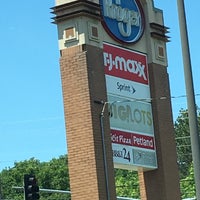 Kroger
T·J·maxx
Sprint
BIG LOTS
Pizza Petland
24